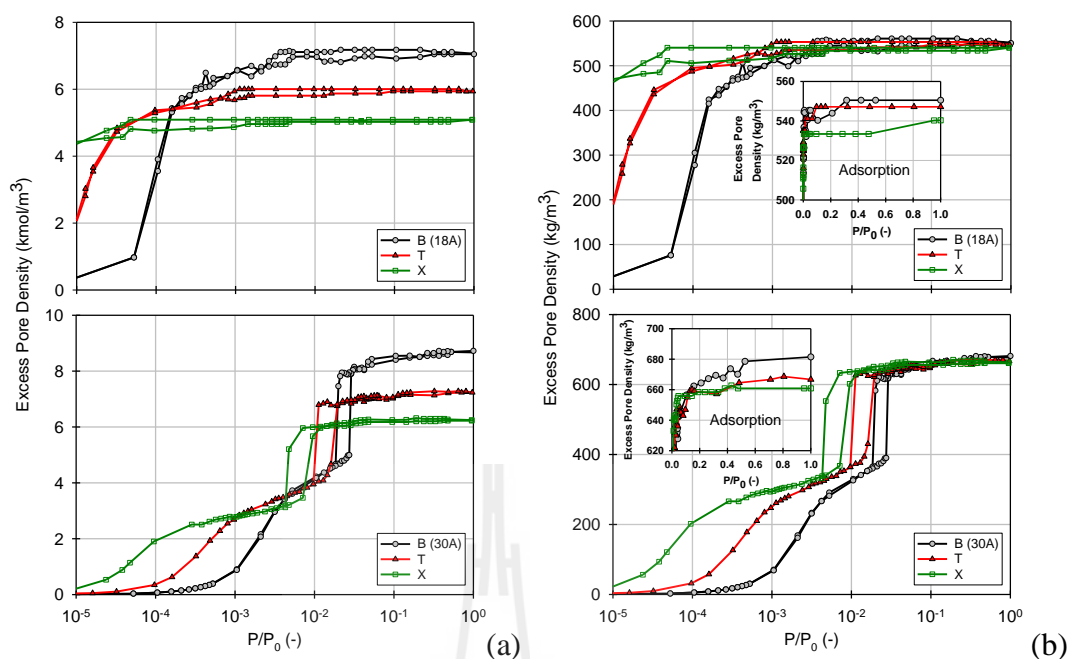 Excess Pore Density (kmol/m³)
8
6
4
2
0
B (18A)
T
X
10
8
6
4
2
0
B (30A)
T
X
10⁻⁵ 10⁻⁴ 10⁻³ 10⁻² 10⁻¹ 10⁰
P/P₀ (-)
(a)
Excess Pore Density (kg/m³)
600
500
400
300
200
100
0
Excess Pore
Density (kg/m³)
560
540
520
500
Adsorption
0.0 0.2 0.4 0.6 0.8 1.0
P/P₀ (-)
B (18A)
T
X
800
600
400
200
0
Excess Pore Density (kg/m³)
700
680
660
640
620
Adsorption
0.0 0.2 0.4 0.6 0.8 1.0
P/P₀ (-)
B (30A)
T
X
10⁻⁵ 10⁻⁴ 10⁻³ 10⁻² 10⁻¹ 10⁰
P/P₀ (-)
(b)